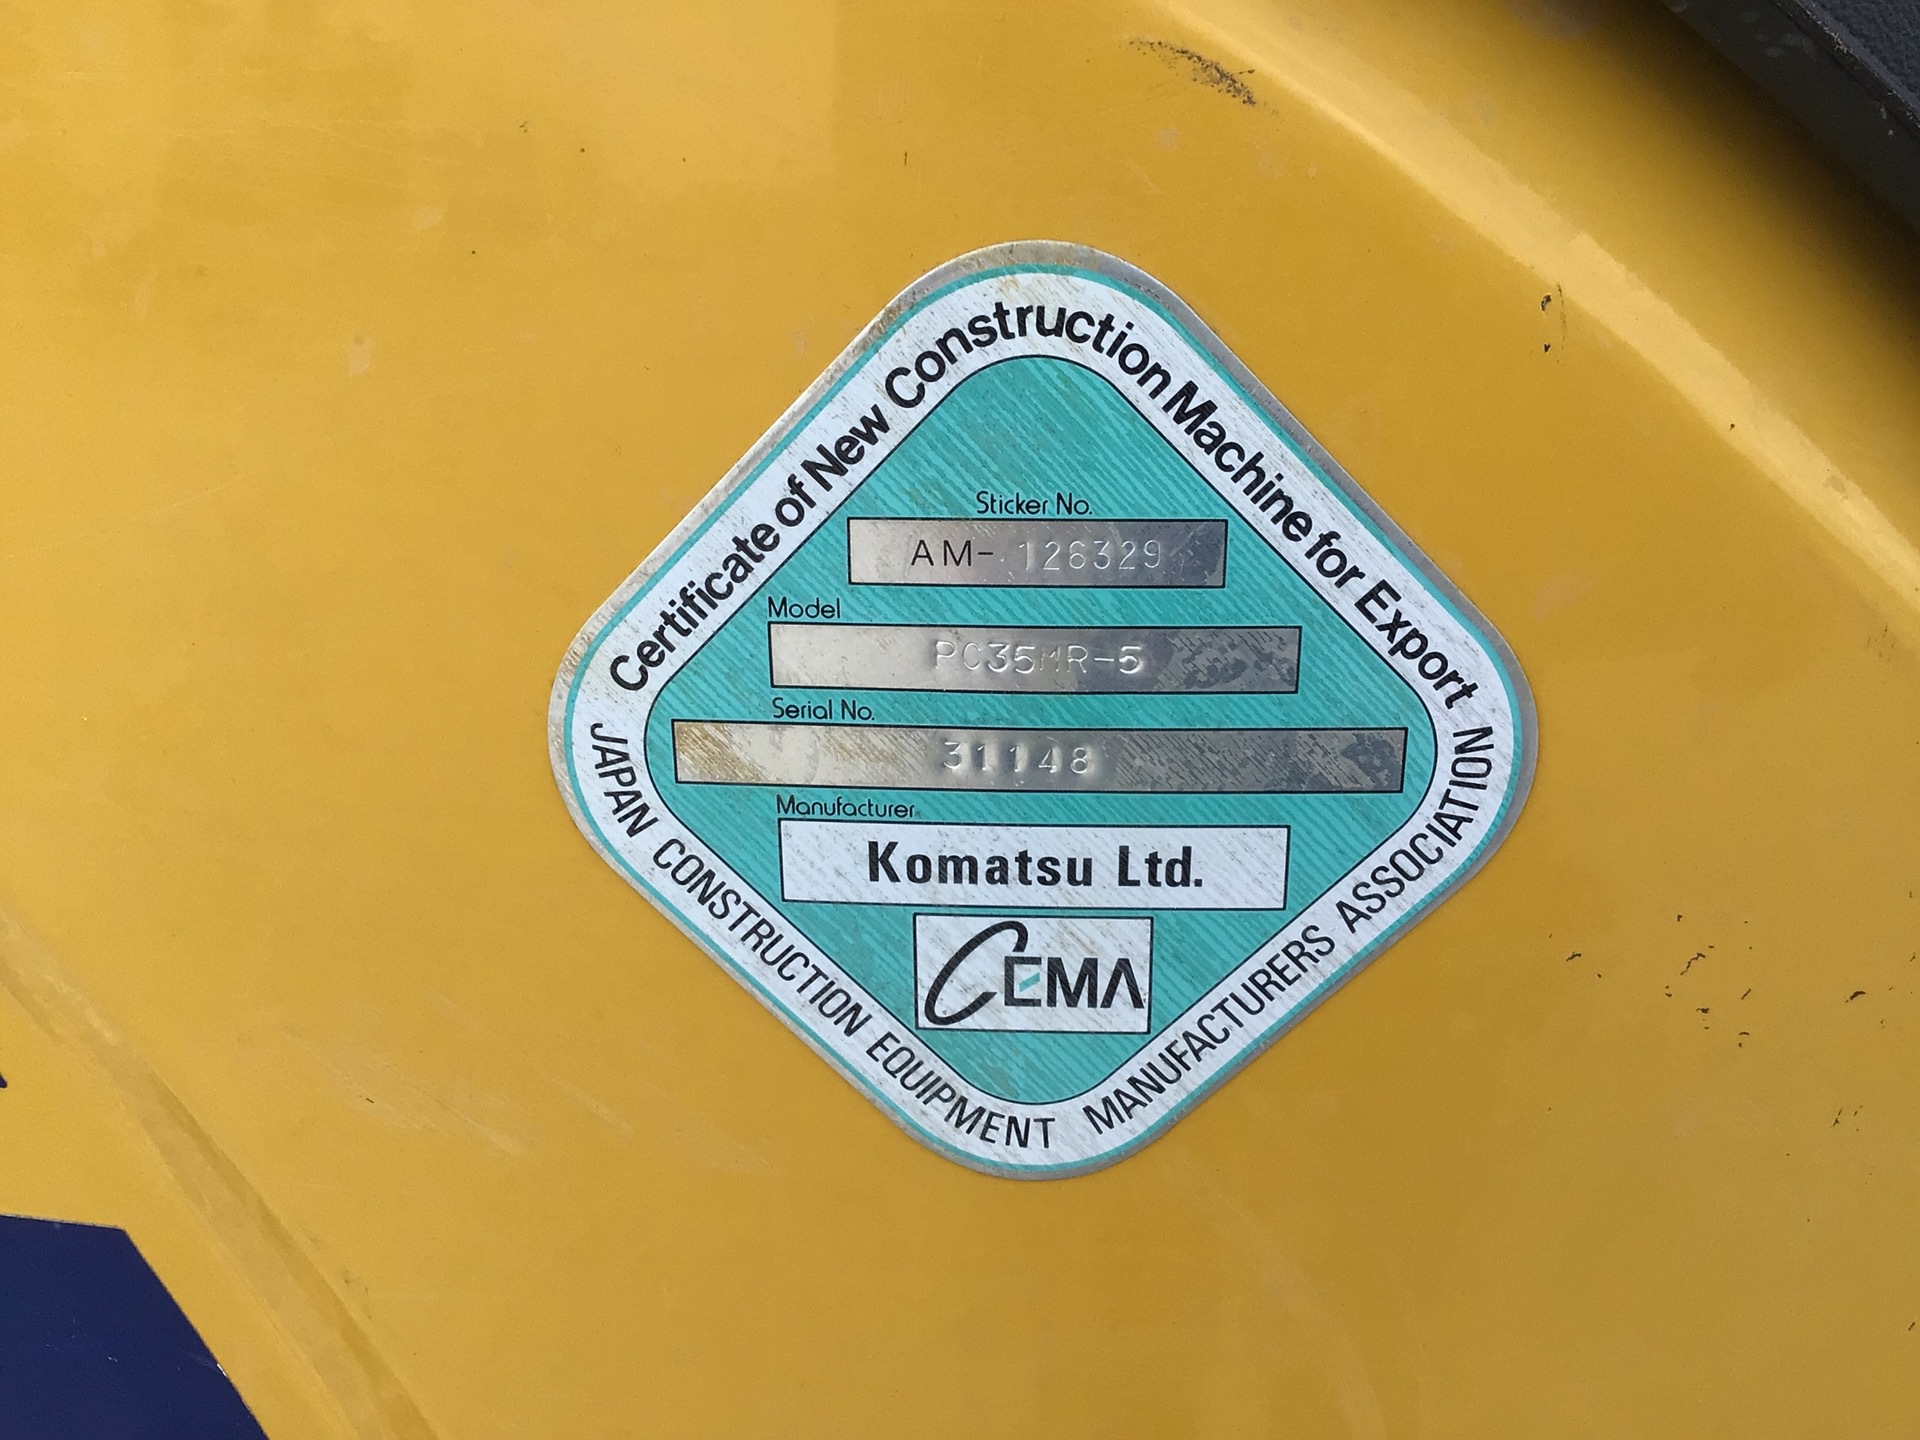 Certificate of New Construction Machine for Export
Sticker No.
AM- 126329
Model
PC35MR-5
Serial No.
31148
Manufacturer
Komatsu Ltd.
CEMA
JAPAN CONSTRUCTION EQUIPMENT MANUFACTURERS ASSOCIATION